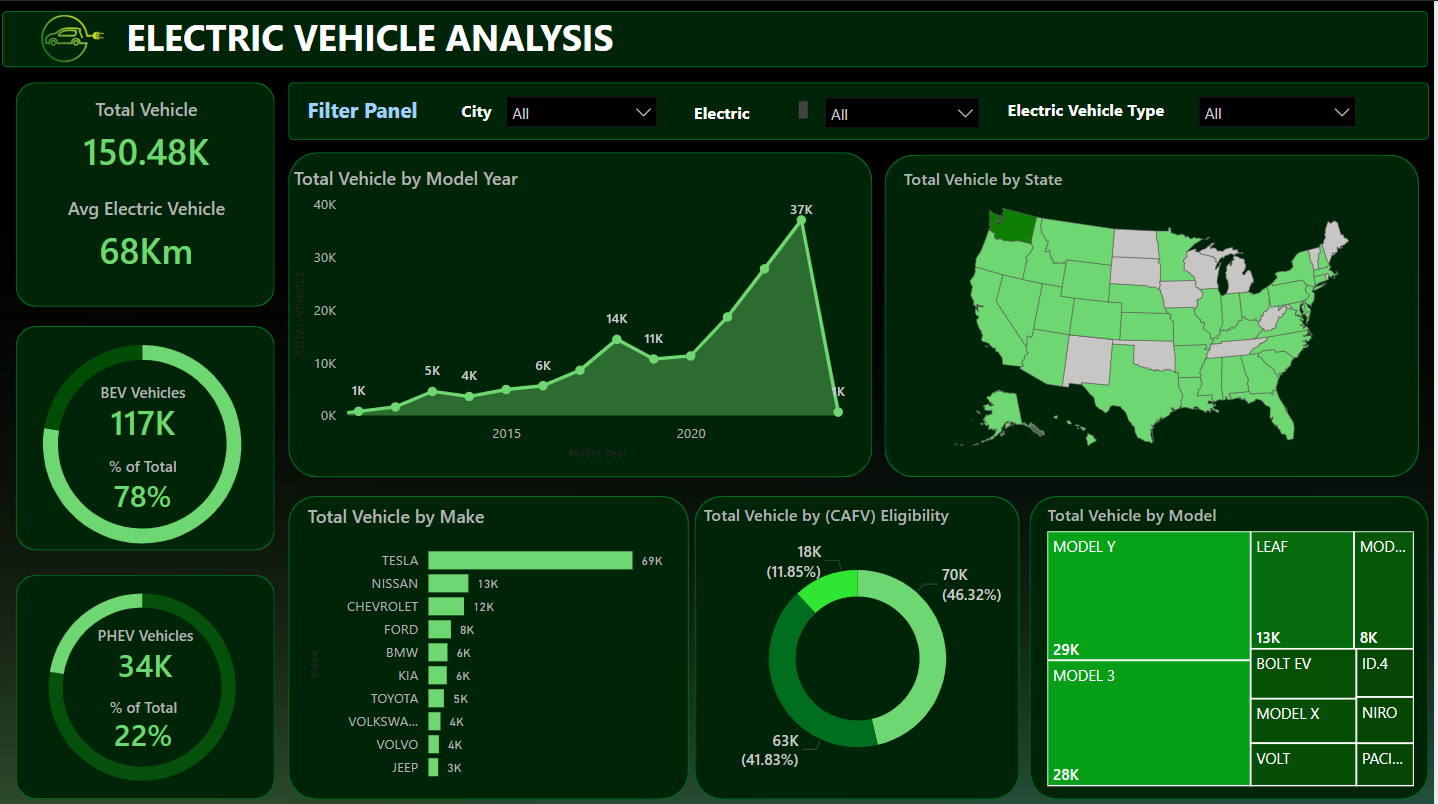 ELECTRIC VEHICLE ANALYSIS
Total Vehicle
150.48K
Avg Electric Vehicle
68Km
BEV Vehicles
117K
% of Total
78%
PHEV Vehicles
34K
% of Total
22%
Filter Panel
City
All
Electric
All
Electric Vehicle Type
All
Total Vehicle by Model Year
TOTAL VEHICLE
40K
30K
20K
10K
0K
1K
5K
4K
6K
14K
11K
37K
1K
2015
2020
Model Year
Total Vehicle by State
Total Vehicle by Make
Make
TESLA 69K
NISSAN 13K
CHEVROLET 12K
FORD 8K
BMW 6K
KIA 6K
TOYOTA 5K
VOLKSWA... 4K
VOLVO 4K
JEEP 3K
Total Vehicle by (CAFV) Eligibility
18K
(11.85%)
70K
(46.32%)
63K
(41.83%)
Total Vehicle by Model
MODEL Y
29K
MODEL 3
28K
LEAF
13K
MOD...
8K
BOLT EV
ID.4
MODEL X
NIRO
VOLT
PACI...